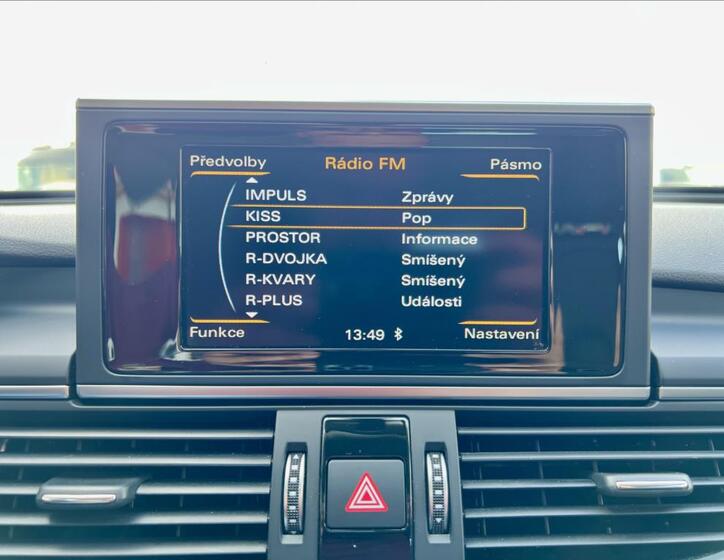 Předvolby Rádio FM Pásmo
IMPULS Zprávy
KISS Pop
PROSTOR Informace
R-DVOJKA Smíšený
R-KVARY Smíšený
R-PLUS Události
Funkce 13:49 Nastavení